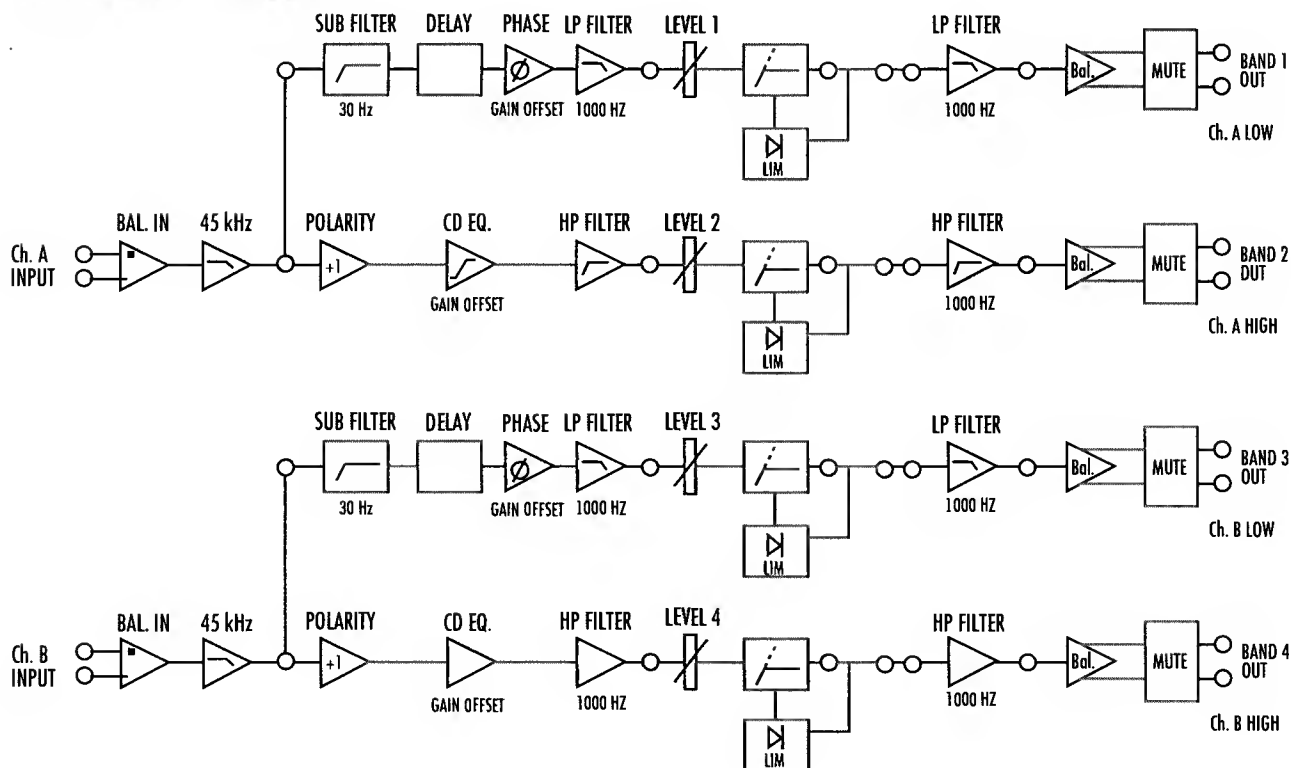 SUB FILTER DELAY PHASE LP FILTER LEVEL 1 LP FILTER
Bal. MUTE BAND 1
OUT
30 Hz GAIN OFFSET 1000 HZ 1000 HZ
LIM
Ch. A LOW
BAL. IN 45 kHz POLARITY CD EQ. HP FILTER LEVEL 2 HP FILTER
Ch. A
INPUT
+1 Bal. MUTE BAND 2
DUT
GAIN OFFSET 1000 HZ 1000 HZ
LIM
Ch. A HIGH
SUB FILTER DELAY PHASE LP FILTER LEVEL 3 LP FILTER
Bal. MUTE BAND 3
OUT
30 Hz GAIN OFFSET 1000 HZ 1000 HZ
LIM
Ch. B LOW
BAL. IN 45 kHz POLARITY CD EQ. HP FILTER LEVEL 4 HP FILTER
Ch. B
INPUT
+1 Bal. MUTE BAND 4
OUT
GAIN OFFSET 1000 HZ 1000 HZ
LIM
Ch. B HIGH